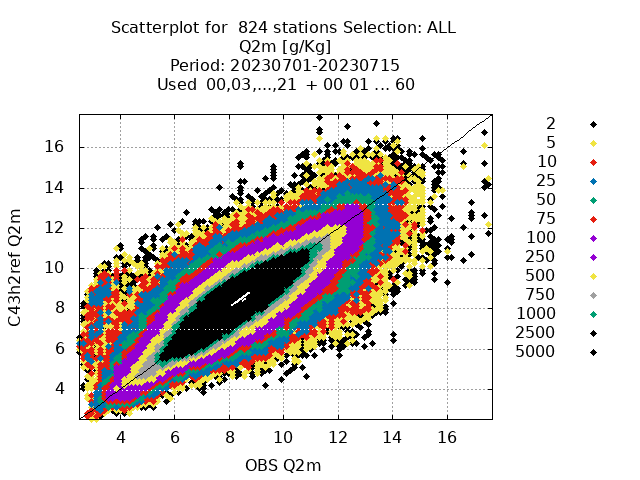 Scatterplot for  824 stations Selection: ALL
Q2m [g/Kg]
Period: 20230701-20230715
Used  00,03,...,21  + 00 01 ... 60
16
14
12
10
8
6
4
C43h2ref Q2m
4 6 8 10 12 14 16
OBS Q2m
2
5
10
25
50
75
100
250
500
750
1000
2500
5000